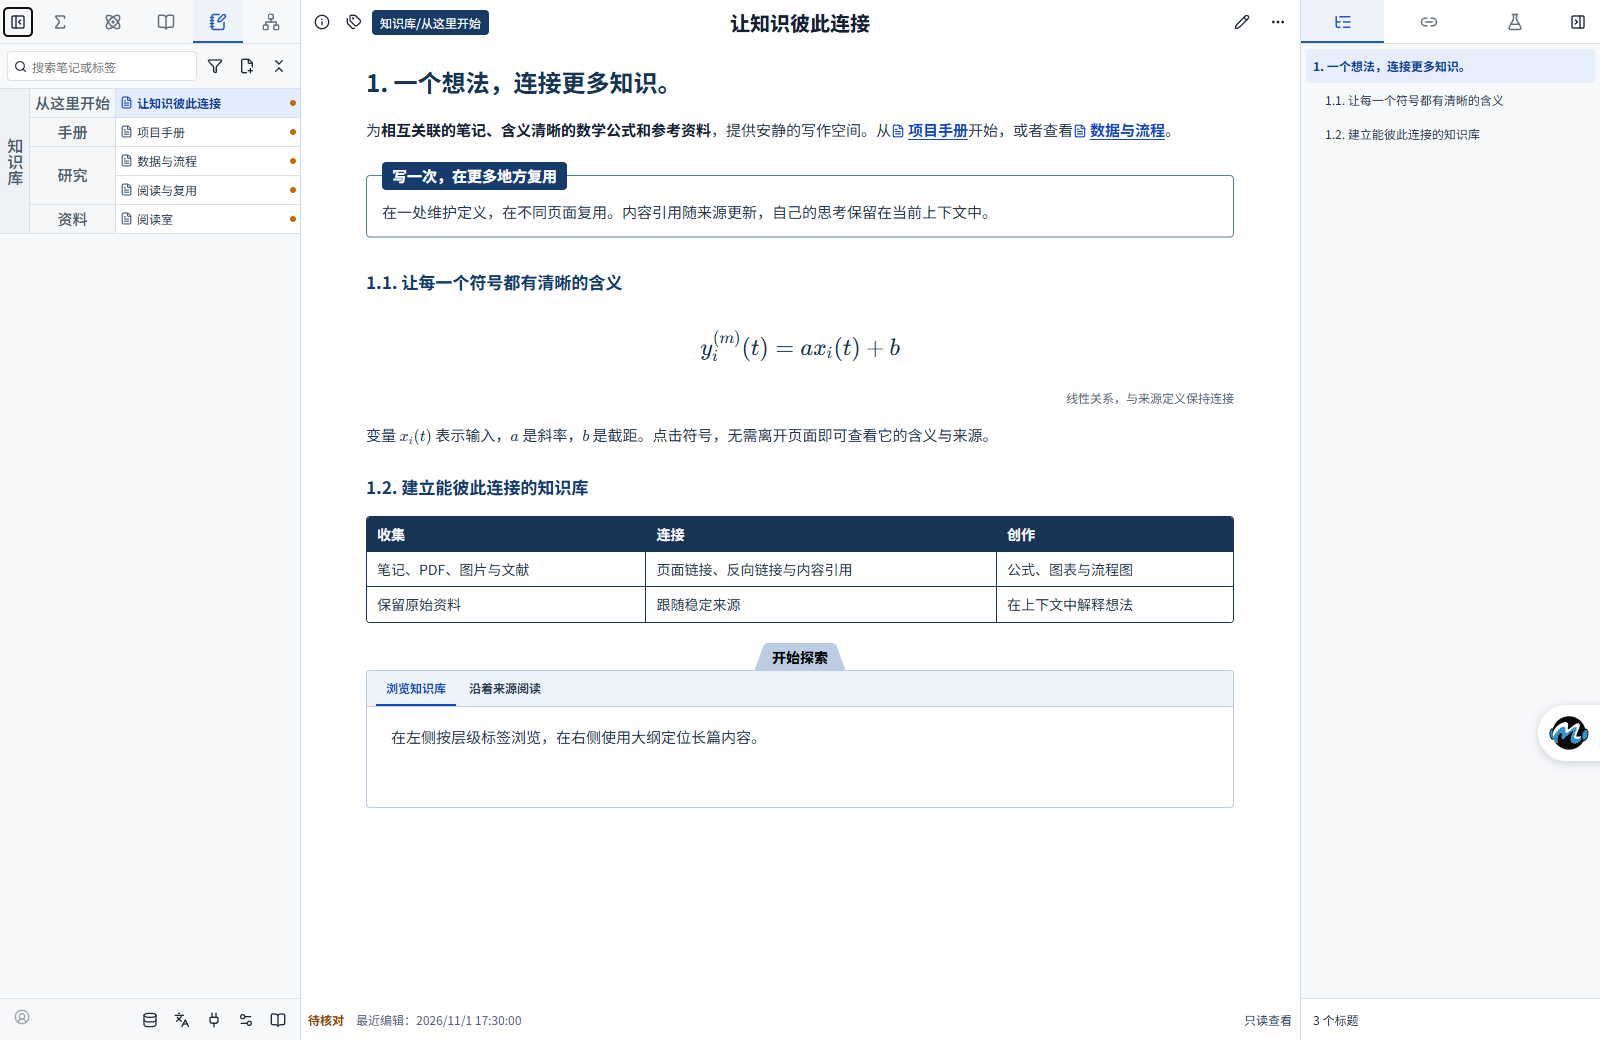 知识库/从这里开始
让知识彼此连接
搜索笔记或标签
知识库
从这里开始
让知识彼此连接
手册
项目手册
研究
数据与流程
阅读与复用
资料
阅读室
1. 一个想法，连接更多知识。
为相互关联的笔记、含义清晰的数学公式和参考资料，提供安静的写作空间。从 项目手册开始，或者查看 数据与流程。
写一次，在更多地方复用
在一处维护定义，在不同页面复用。内容引用随来源更新，自己的思考保留在当前上下文中。
1.1. 让每一个符号都有清晰的含义
y_i^{(m)}(t) = ax_i(t) + b
线性关系，与来源定义保持连接
变量 x_i(t) 表示输入，a 是斜率，b 是截距。点击符号，无需离开页面即可查看它的含义与来源。
1.2. 建立能彼此连接的知识库
收集 连接 创作
笔记、PDF、图片与文献 页面链接、反向链接与内容引用 公式、图表与流程图
保留原始资料 跟随稳定来源 在上下文中解释想法
开始探索
浏览知识库 沿着来源阅读
在左侧按层级标签浏览，在右侧使用大纲定位长篇内容。
待核对 最近编辑：2026/11/1 17:30:00
只读查看
1. 一个想法，连接更多知识。
1.1. 让每一个符号都有清晰的含义
1.2. 建立能彼此连接的知识库
3 个标题